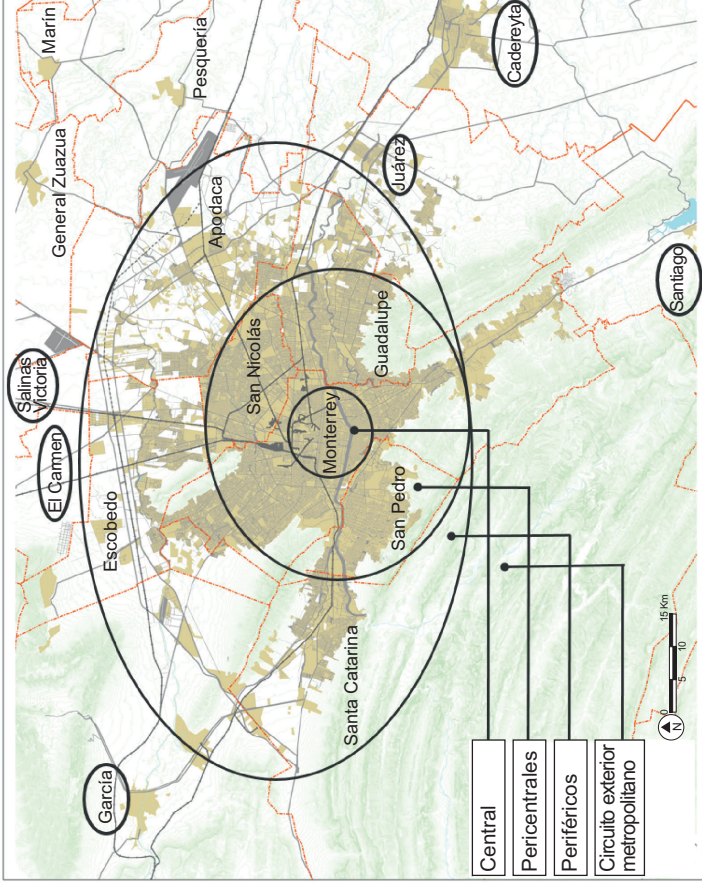 Marín
Pesquería
General Zuazua
Cadereyta
Juárez
Apodaca
Salinas
Victoria
El Carmen
Escobedo
San Nicolás
Guadalupe
Monterrey
Santiago
San Pedro
Santa Catarina
García
Central
Pericentrales
Periféricos
Circuito exterior
metropolitano
N
0
5
10
15 Km